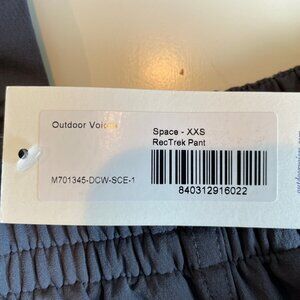 Outdoor Voices
Space - XXS
RecTrek Pant
M701345-DCW-SCE-1
840312916022